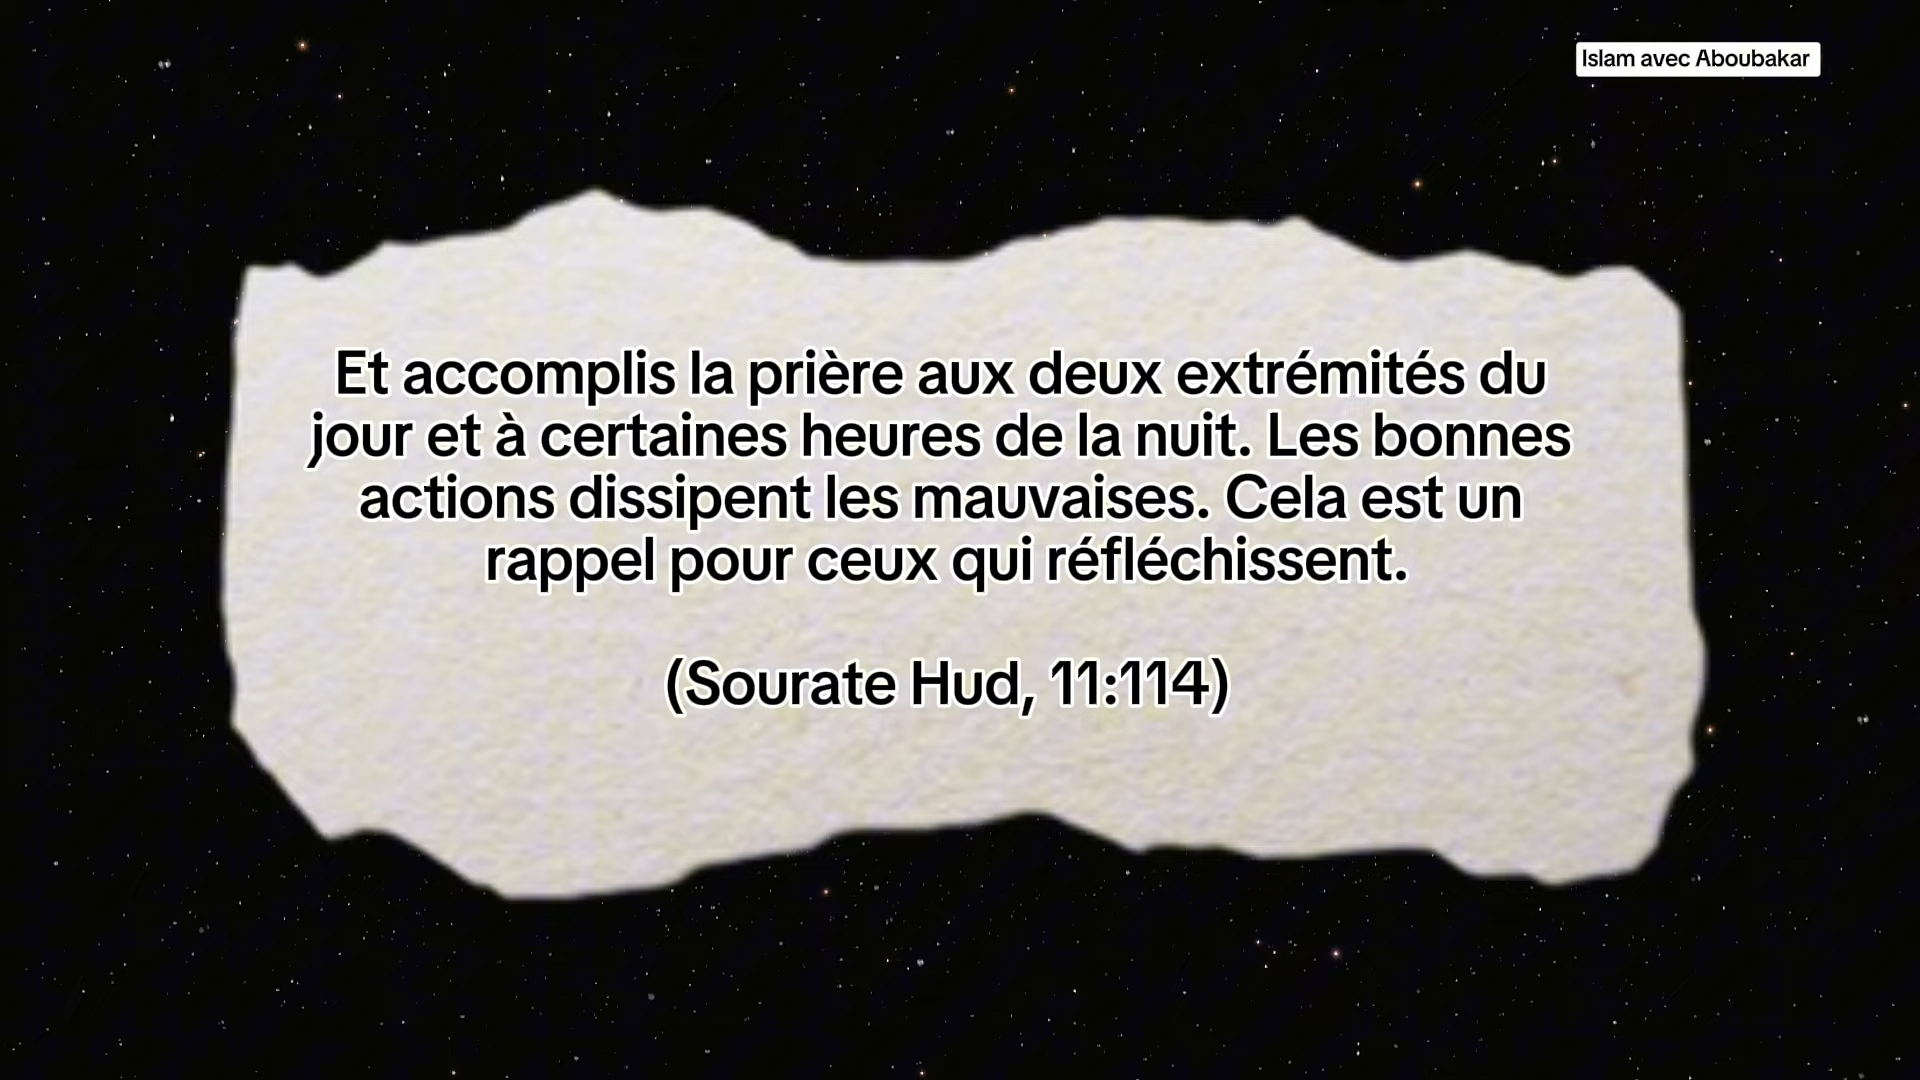 Islam avec Aboubakar
Et accomplis la prière aux deux extrémités du
jour et à certaines heures de la nuit. Les bonnes
actions dissipent les mauvaises. Cela est un
rappel pour ceux qui réfléchissent.
(Sourate Hud, 11:114)